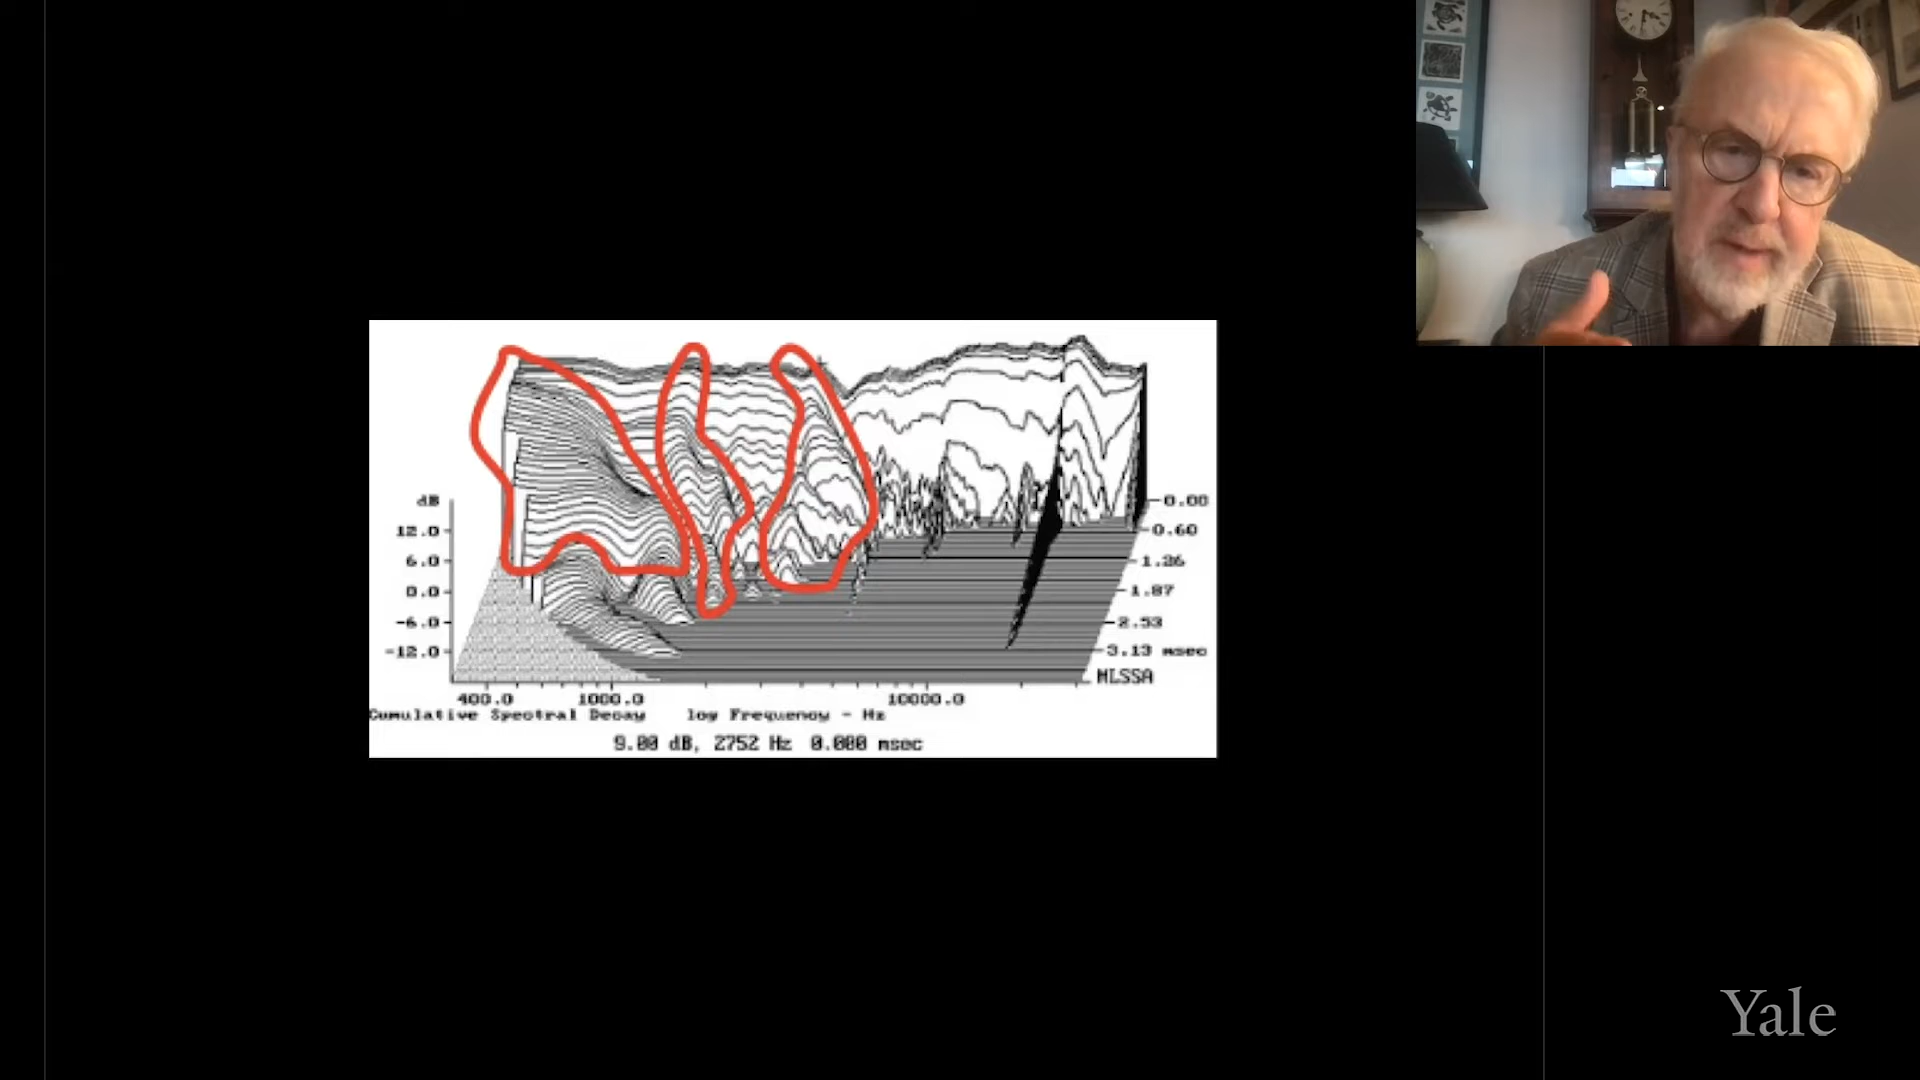 dB
12.0
6.0
0.0
-6.0
-12.0
0.00
0.60
1.26
1.87
2.53
3.13 msec
MLSSA
400.0 1000.0 10000.0
Cumulative Spectral Decay log Frequency - Hz
9.00 dB, 2752 Hz 0.000 msec
Yale